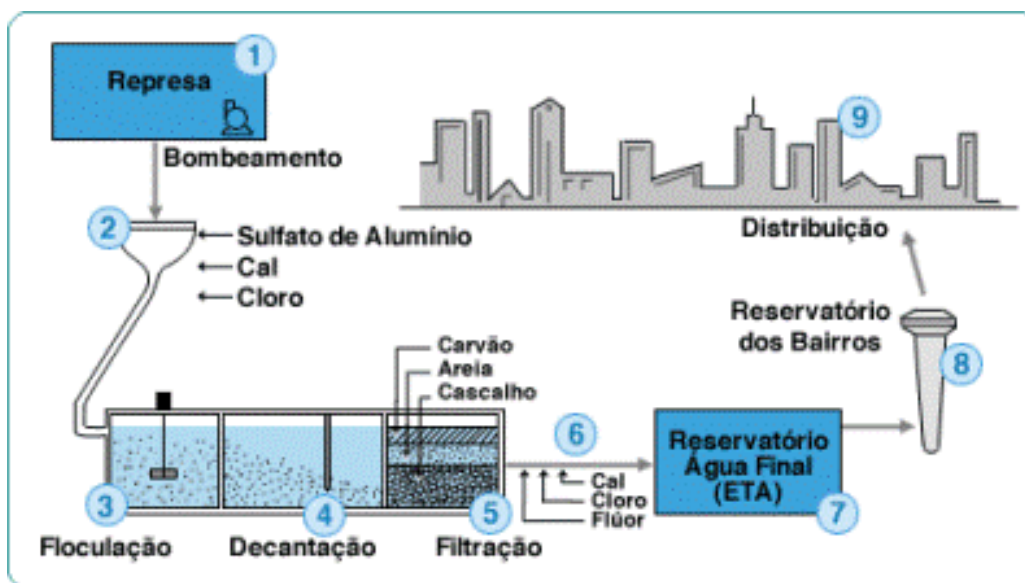 1
Represa
Bombeamento
2
Sulfato de Alumínio
Cal
Cloro
9
Distribuição
Reservatório
dos Bairros
8
Carvão
Areia
Cascalho
3
Floculação
4
Decantação
5
Filtração
6
Cal
Cloro
Flúor
Reservatório
Água Final
(ETA)
7